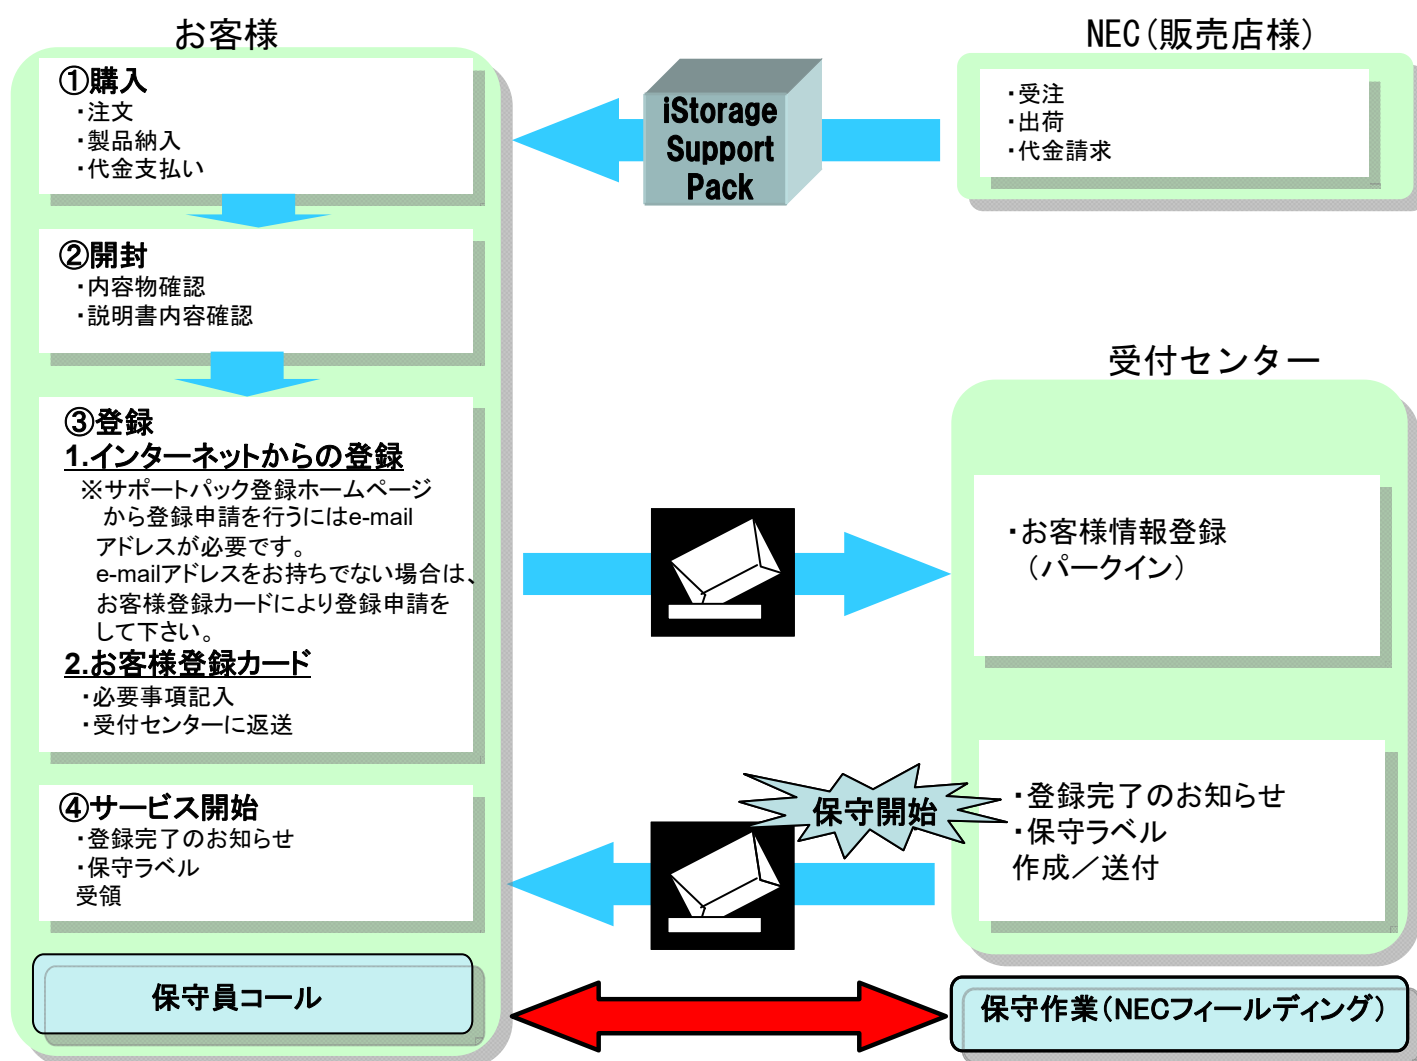 お客様
NEC(販売店様)
①購入
・注文
・製品納入
・代金支払い
iStorage
Support
Pack
・受注
・出荷
・代金請求
②開封
・内容物確認
・説明書内容確認
受付センター
③登録
1.インターネットからの登録
※サポートパック登録ホームページ
から登録申請を行うにはe-mail
アドレスが必要です。
e-mailアドレスをお持ちでない場合は、
お客様登録カードにより登録申請を
して下さい。
2.お客様登録カード
・必要事項記入
・受付センターに返送
・お客様情報登録
(パークイン)
④サービス開始
・登録完了のお知らせ
・保守ラベル
受領
保守開始
・登録完了のお知らせ
・保守ラベル
作成／送付
保守員コール
保守作業(NECフィールディング)